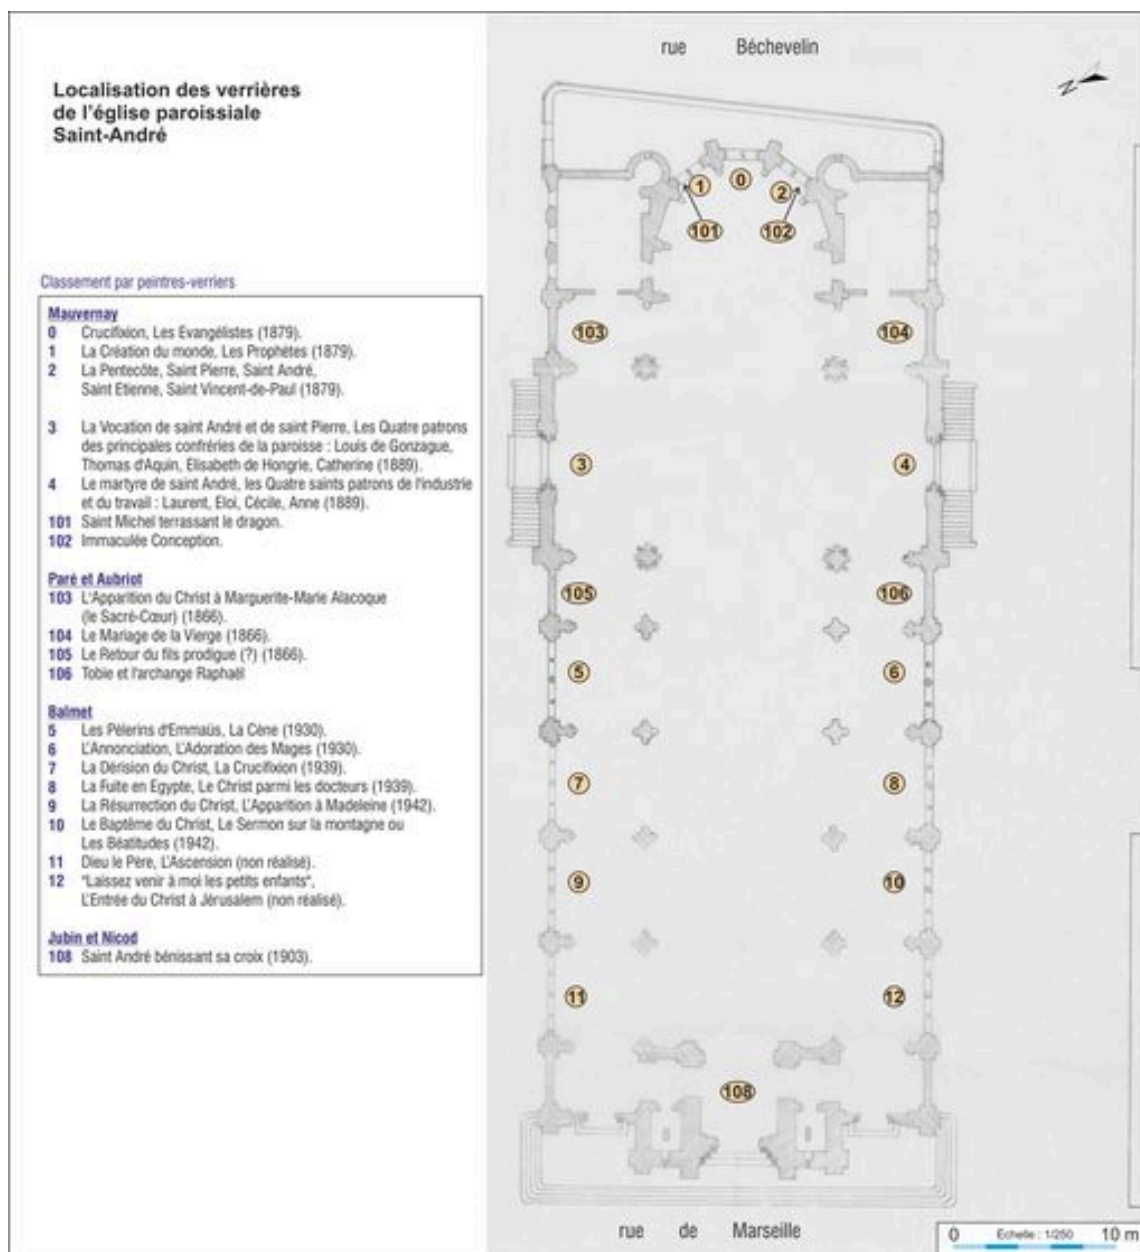 Localisation des verrières
de l'église paroissiale
Saint-André
Classement par peintres-verriers
Mauvernay
0 Crucifixion, Les Evangélistes (1879).
1 La Création du monde, Les Prophètes (1879).
2 La Pentecôte, Saint Pierre, Saint André,
Saint Etienne, Saint Vincent-de-Paul (1879).
3 La Vocation de saint André et de saint Pierre, Les Quatre patrons
des principales confréries de la paroisse : Louis de Gonzague,
Thomas d'Aquin, Elisabeth de Hongrie, Catherine (1889).
4 Le martyre de saint André, les Quatre saints patrons de l'industrie
et du travail : Laurent, Eloi, Cécile, Anne (1889).
101 Saint Michel terrassant le dragon.
102 Immaculée Conception.
Paré et Aubriot
103 L'Apparition du Christ à Marguerite-Marie Alacoque
(le Sacré-Cœur) (1866).
104 Le Mariage de la Vierge (1866).
105 Le Retour du fils prodigue (?) (1866).
106 Tobie et l'archange Raphaël
Balmet
5 Les Pélerins d'Emmaüs, La Cène (1930).
6 L'Annonciation, L'Adoration des Mages (1930).
7 La Dérision du Christ, La Crucifixion (1939).
8 La Fuite en Egypte, Le Christ parmi les docteurs (1939).
9 La Résurrection du Christ, L'Apparition à Madeleine (1942).
10 Le Baptême du Christ, Le Sermon sur la montagne ou
Les Béatitudes (1942).
11 Dieu le Père, L'Ascension (non réalisé).
12 "Laissez venir à moi les petits enfants",
L'Entrée du Christ à Jérusalem (non réalisé).
Jubin et Nicod
108 Saint André bénissant sa croix (1903).
rue Béchevelin
N
1 0 2
101 102
103 104
3 4
105 106
5 6
7 8
9 10
11 12
108
rue de Marseille
0 Echelle : 1/250 10 m